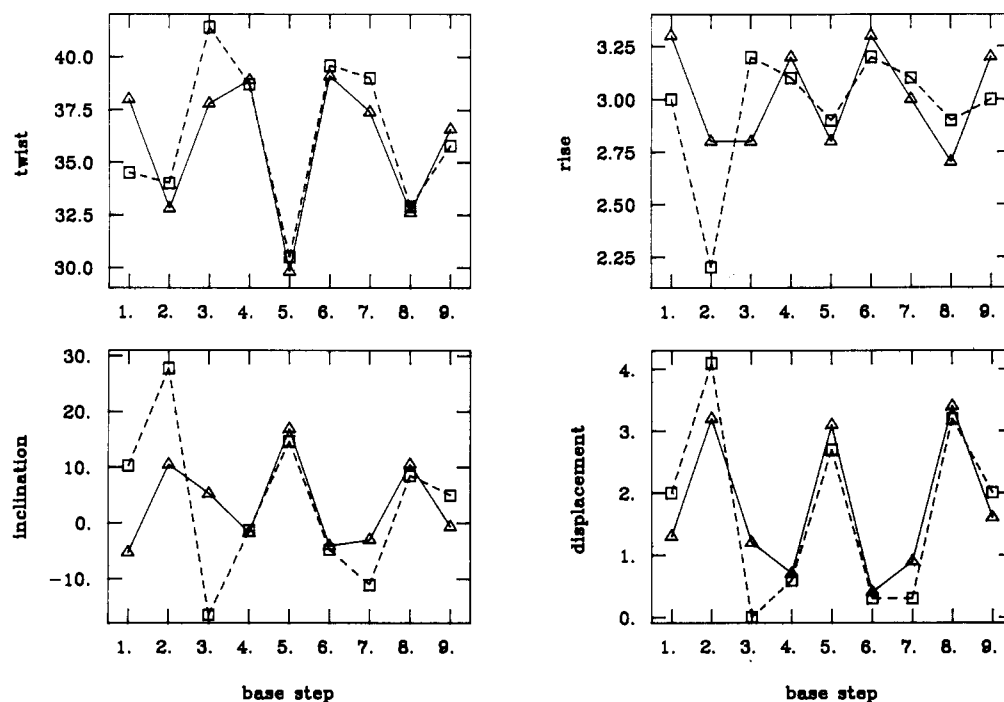 twist
40.0
37.5
35.0
32.5
30.0
1. 2. 3. 4. 5. 6. 7. 8. 9.
rise
3.25
3.00
2.75
2.50
2.25
1. 2. 3. 4. 5. 6. 7. 8. 9.
inclination
30.
20.
10.
0.
-10.
1. 2. 3. 4. 5. 6. 7. 8. 9.
base step
displacement
4.
3.
2.
1.
0.
1. 2. 3. 4. 5. 6. 7. 8. 9.
base step